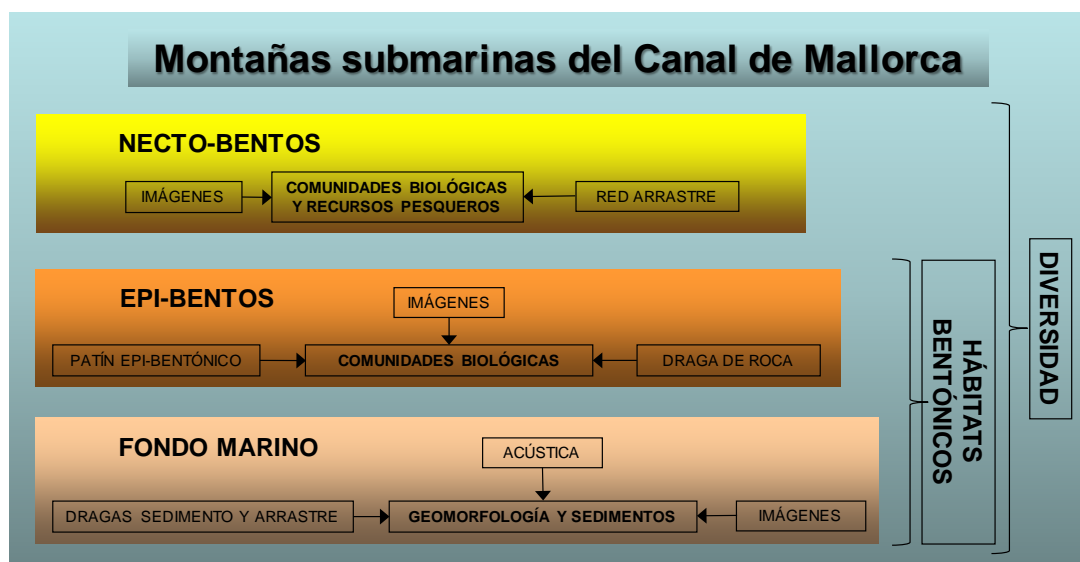 Montañas submarinas del Canal de Mallorca
NECTO-BENTOS
IMÁGENES
COMUNIDADES BIOLÓGICAS
Y RECURSOS PESQUEROS
RED ARRASTRE
EPI-BENTOS
IMÁGENES
PATÍN EPI-BENTÓNICO
COMUNIDADES BIOLÓGICAS
DRAGA DE ROCA
FONDO MARINO
ACÚSTICA
DRAGAS SEDIMENTO Y ARRASTRE
GEOMORFOLOGÍA Y SEDIMENTOS
IMÁGENES
HÁBITATS
BENTÓNICOS
DIVERSIDAD